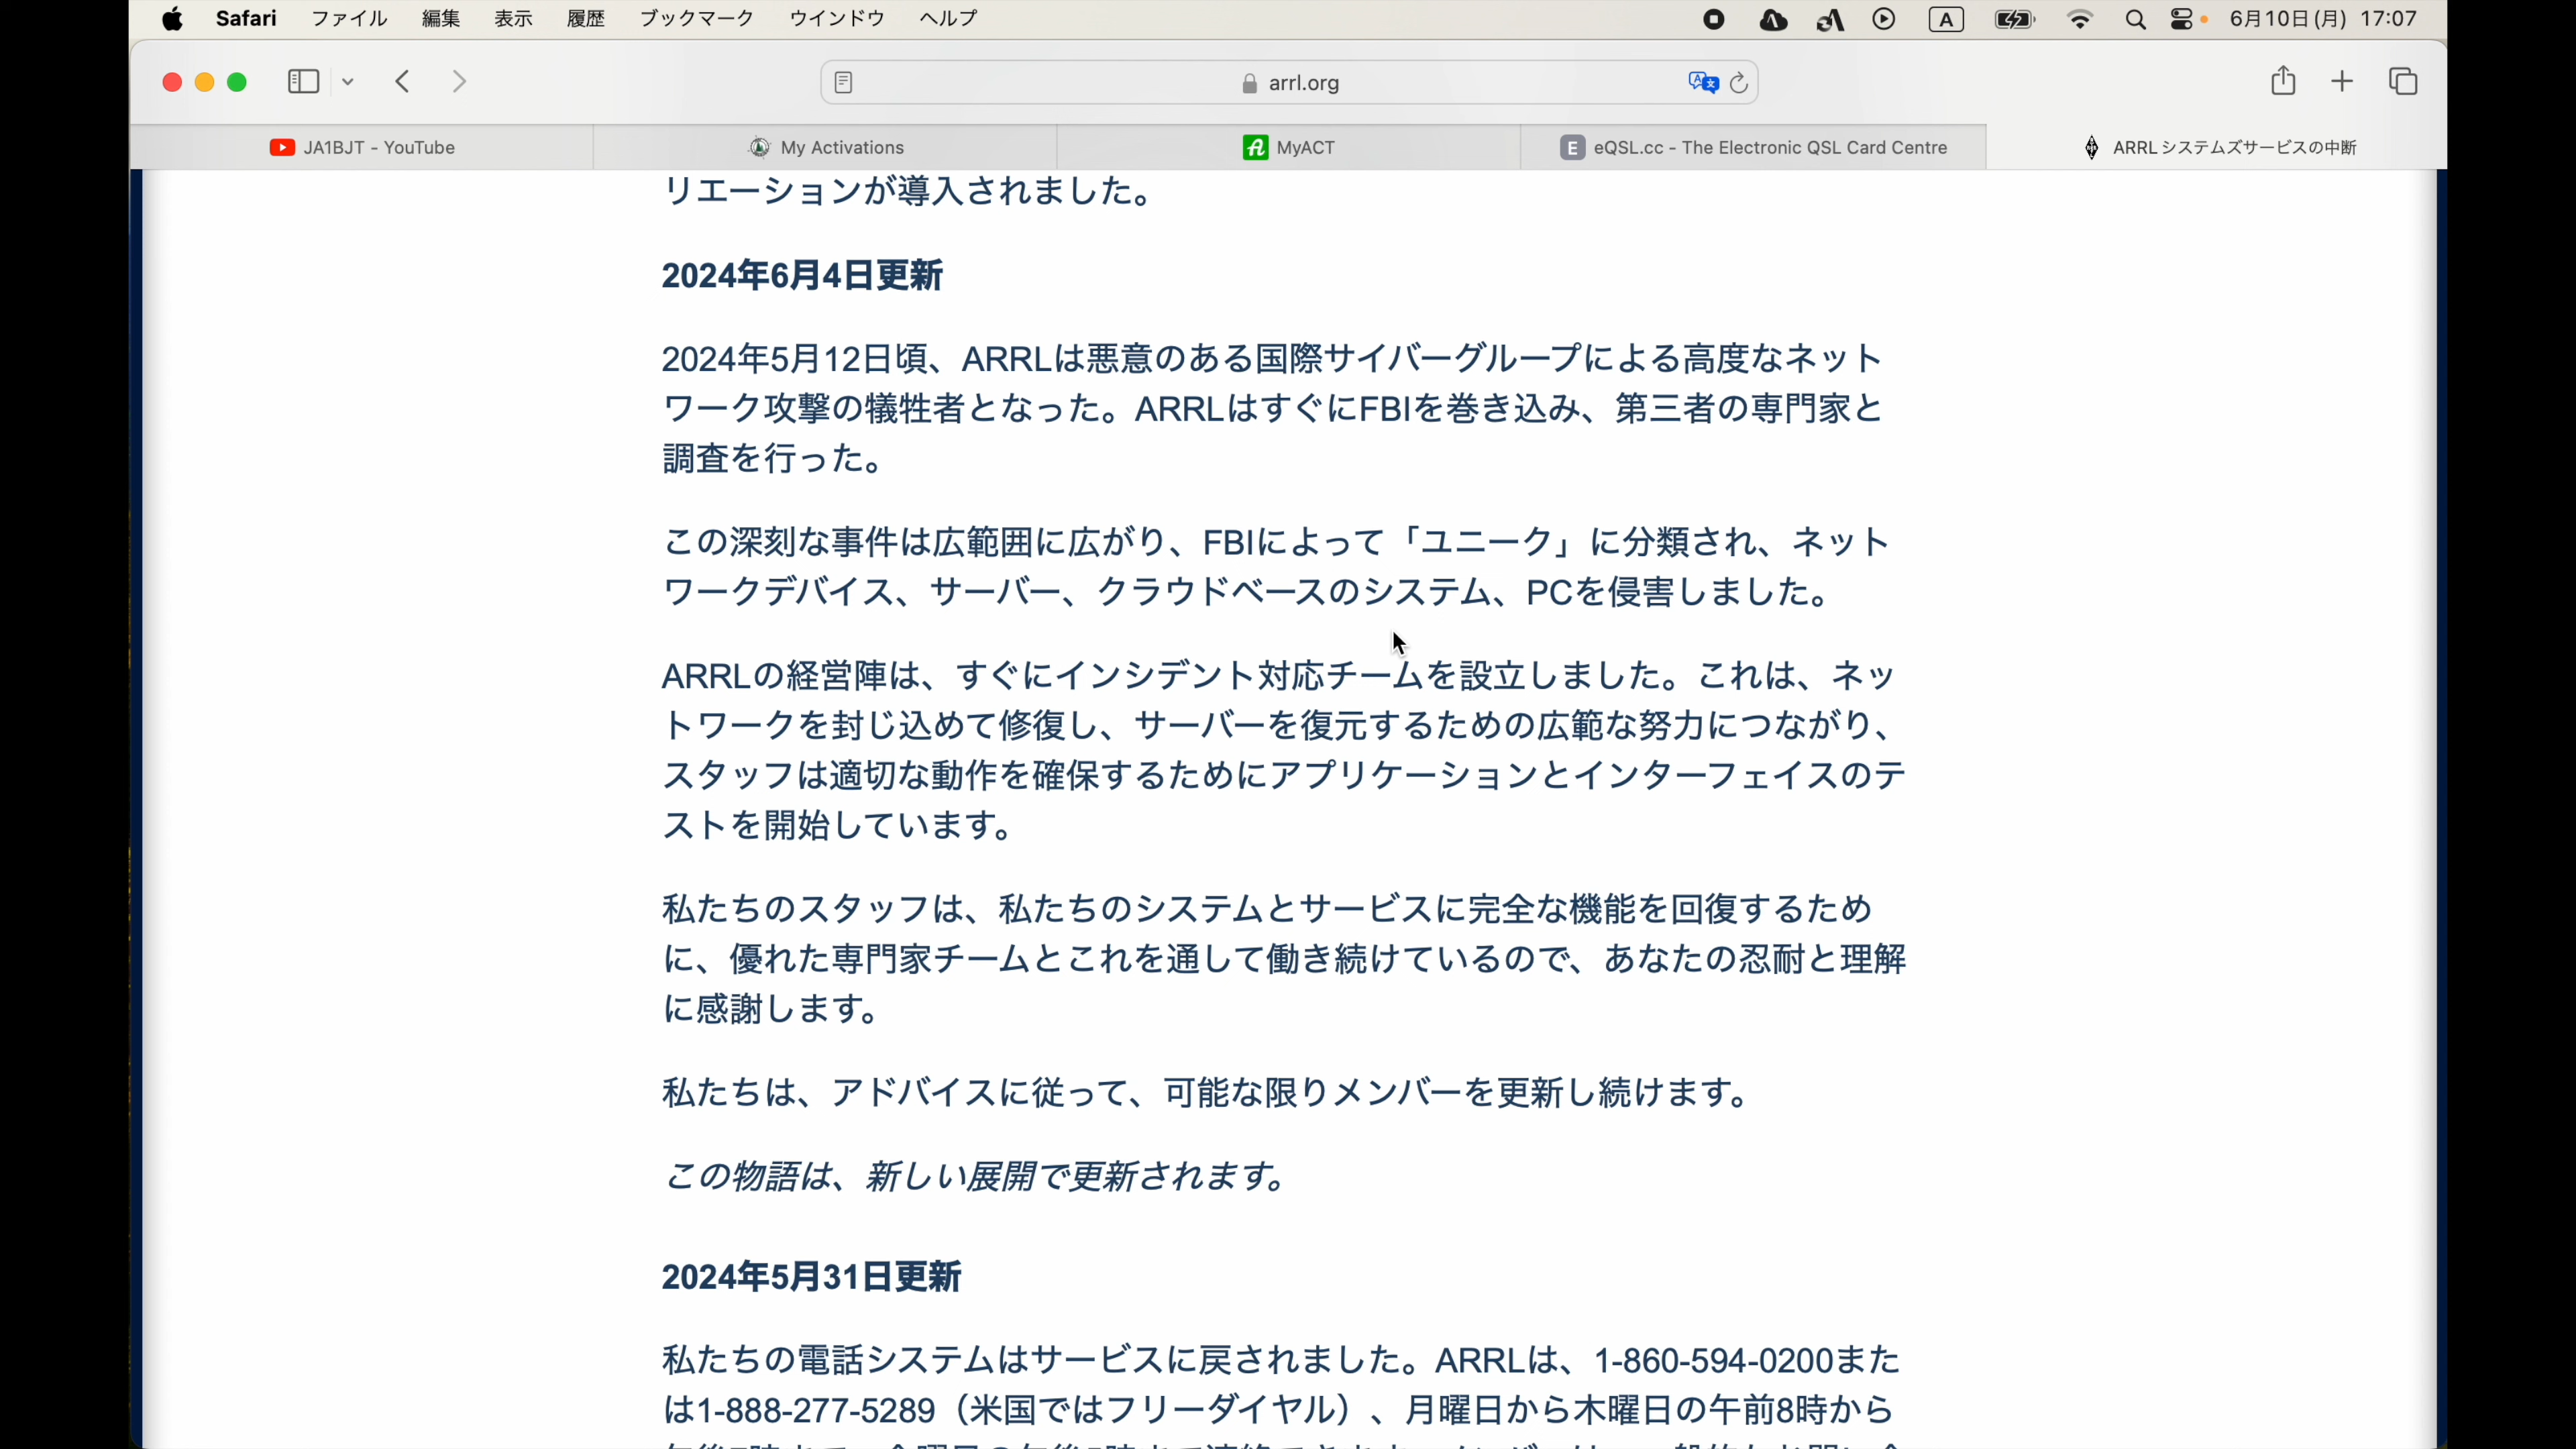 Safari ファイル 編集 表示 履歴 ブックマーク ウインドウ ヘルプ
A
6月10日(月) 17:07
arrl.org
JA1BJT - YouTube
My Activations
MyACT
E eQSL.cc - The Electronic QSL Card Centre
ARRL システムズサービスの中断
リエーションが導入されました。
2024年6月4日更新
2024年5月12日頃、ARRLは悪意のある国際サイバーグループによる高度なネット
ワーク攻撃の犠牲者となった。ARRLはすぐにFBIを巻き込み、第三者の専門家と
調査を行った。
この深刻な事件は広範囲に広がり、FBIによって「ユニーク」に分類され、ネット
ワークデバイス、サーバー、クラウドベースのシステム、PCを侵害しました。
ARRLの経営陣は、すぐにインシデント対応チームを設立しました。これは、ネッ
トワークを封じ込めて修復し、サーバーを復元するための広範な努力につながり、
スタッフは適切な動作を確保するためにアプリケーションとインターフェイスのテ
ストを開始しています。
私たちのスタッフは、私たちのシステムとサービスに完全な機能を回復するため
に、優れた専門家チームとこれを通して働き続けているので、あなたの忍耐と理解
に感謝します。
私たちは、アドバイスに従って、可能な限りメンバーを更新し続けます。
この物語は、新しい展開で更新されます。
2024年5月31日更新
私たちの電話システムはサービスに戻されました。ARRLは、1-860-594-0200また
は1-888-277-5289（米国ではフリーダイヤル）、月曜日から木曜日の午前8時から